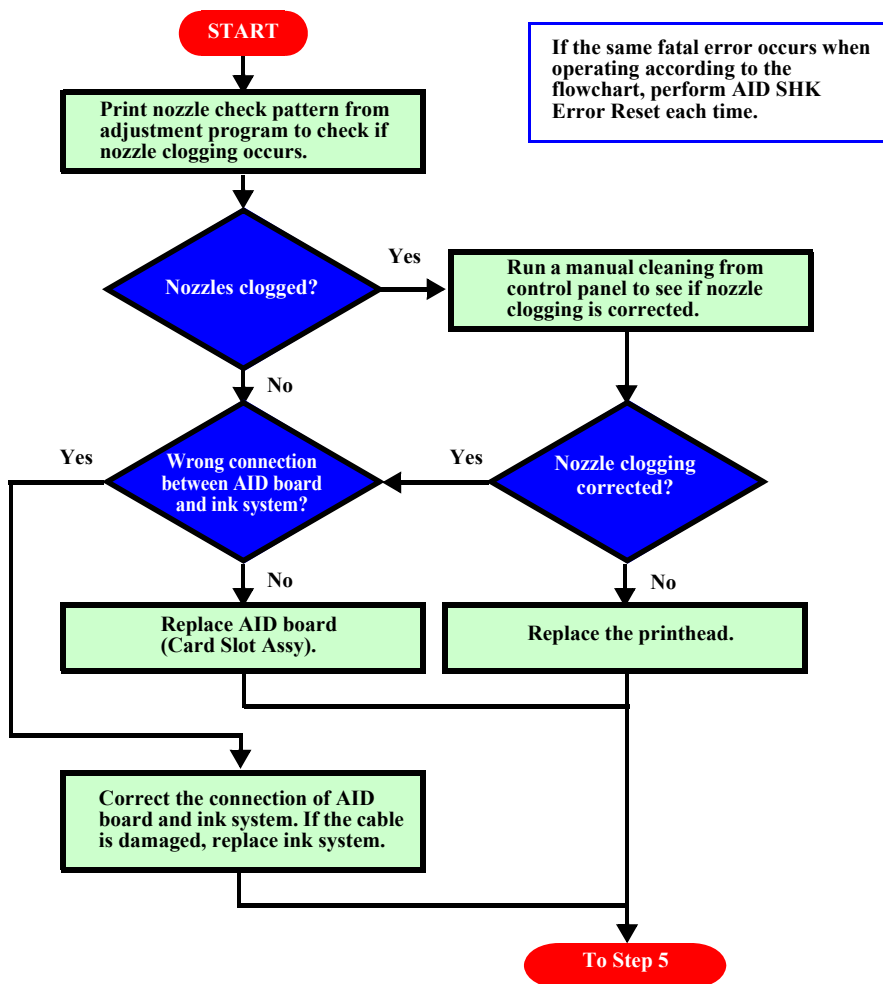 START
If the same fatal error occurs when
operating according to the
flowchart, perform AID SHK
Error Reset each time.
Print nozzle check pattern from
adjustment program to check if
nozzle clogging occurs.
Nozzles clogged?
Yes
Run a manual cleaning from
control panel to see if nozzle
clogging is corrected.
No
Yes
Wrong connection
between AID board
and ink system?
Yes
Nozzle clogging
corrected?
No
No
Replace AID board
(Card Slot Assy).
Replace the printhead.
Correct the connection of AID
board and ink system. If the cable
is damaged, replace ink system.
To Step 5